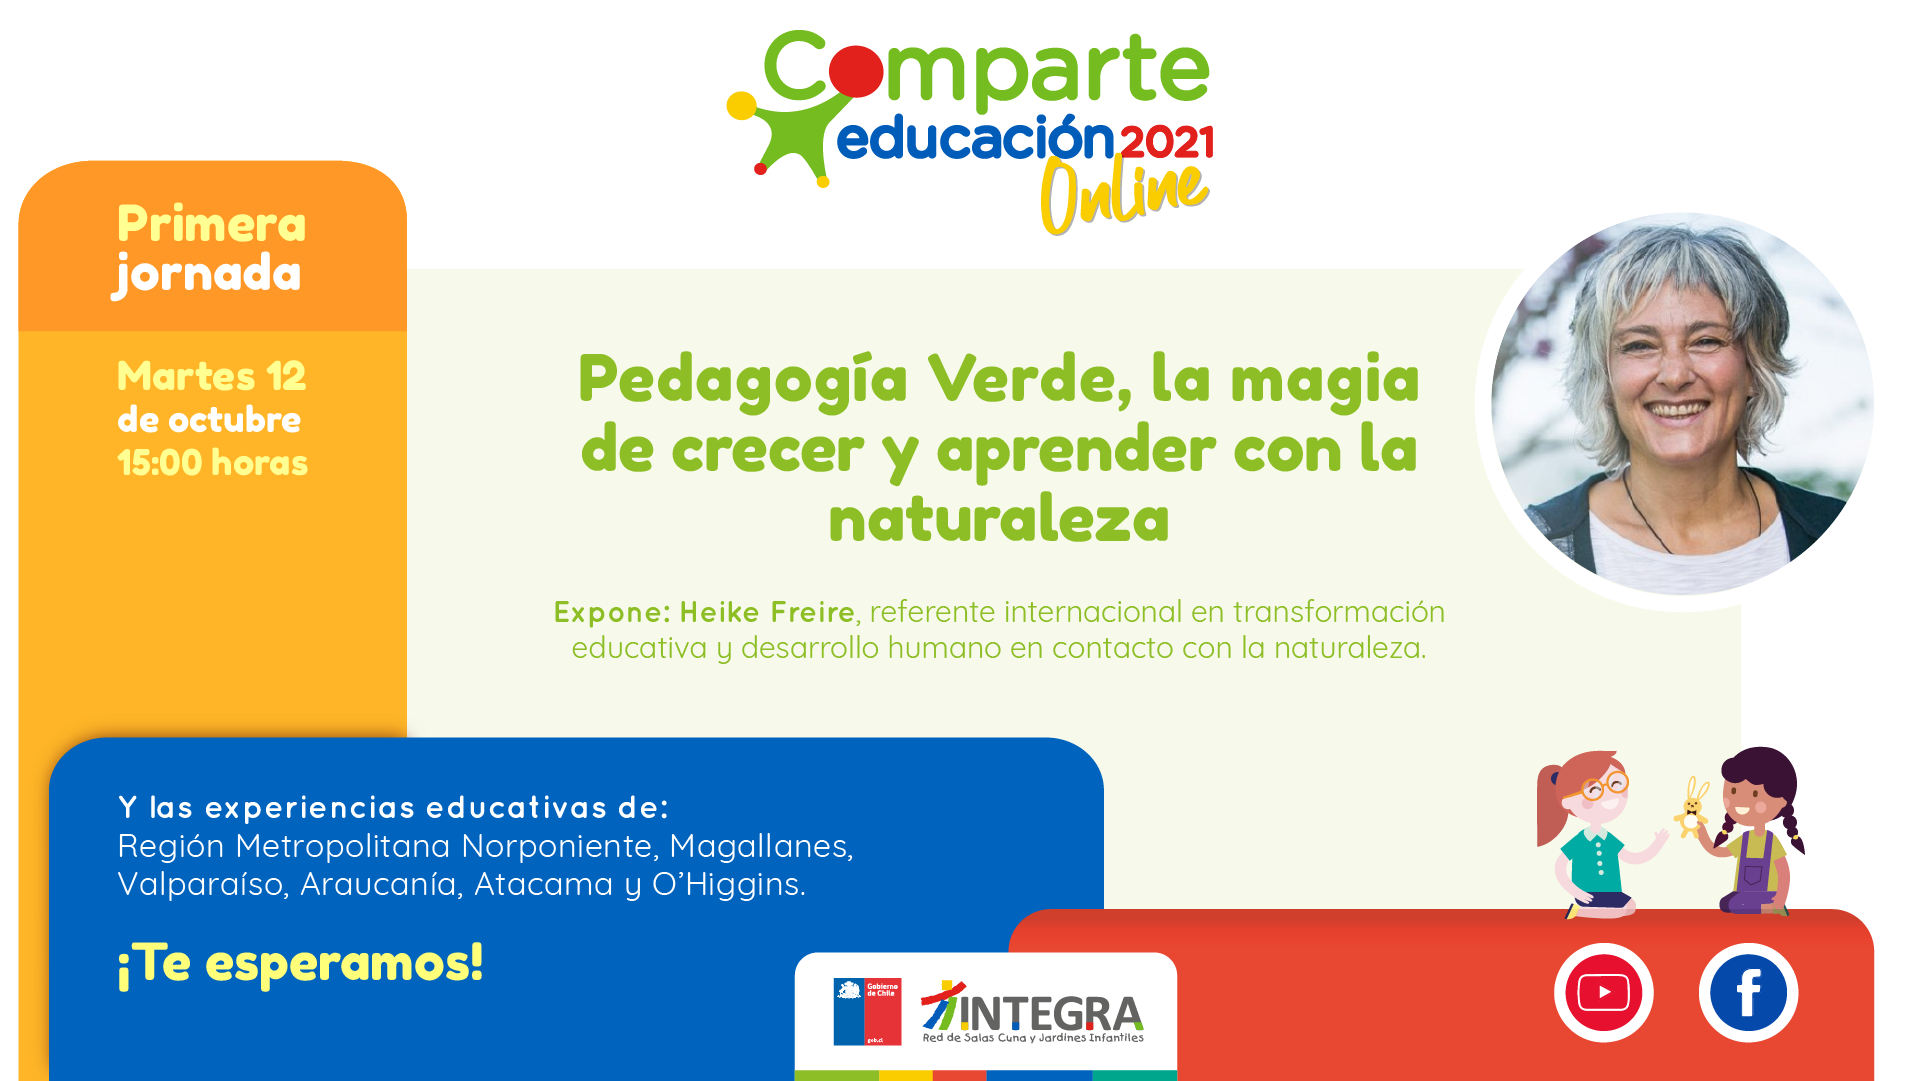 Comparte
educación 2021
Online
Primera
jornada
Martes 12
de octubre
15:00 horas
Pedagogía Verde, la magia
de crecer y aprender con la
naturaleza
Expone: Heike Freire, referente internacional en transformación
educativa y desarrollo humano en contacto con la naturaleza.
Y las experiencias educativas de:
Región Metropolitana Norponiente, Magallanes,
Valparaíso, Araucanía, Atacama y O’Higgins.
¡Te esperamos!
Gobierno
de Chile
gob.cl
INTEGRA
Red de Salas Cuna y Jardines Infantiles
f